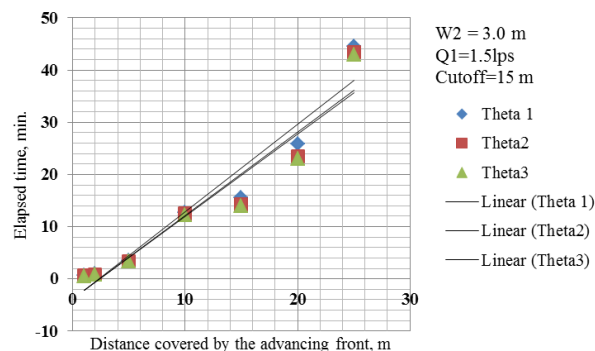 50
40
30
20
10
0
-10
0
10
20
30
Elapsed time, min.
Distance covered by the advancing front, m
W2 = 3.0 m
Q1=1.5lps
Cutoff=15 m
Theta 1
Theta2
Theta3
Linear (Theta 1)
Linear (Theta2)
Linear (Theta3)